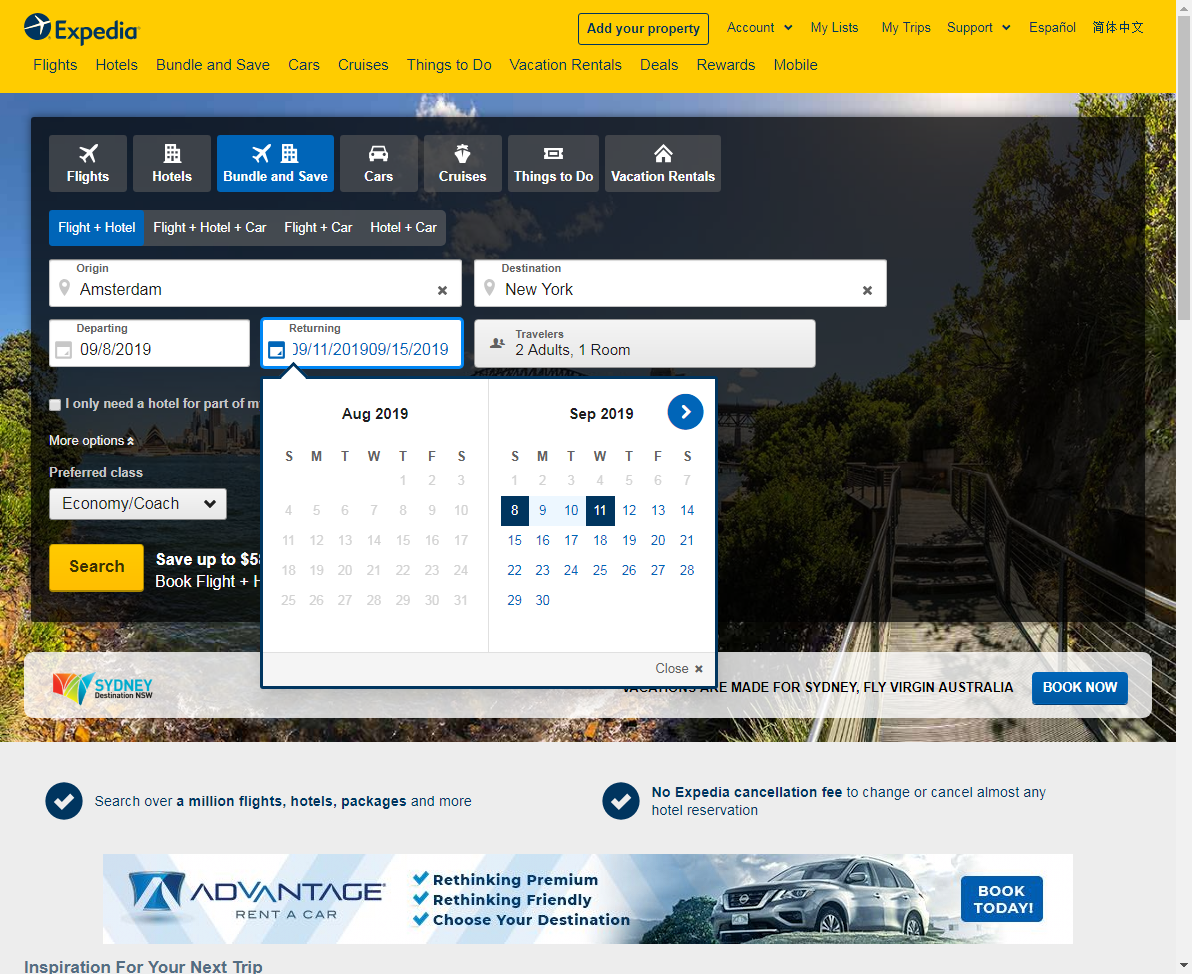 Expedia
Add your property
Account
My Lists
My Trips
Support
Español
简体中文
Flights
Hotels
Bundle and Save
Cars
Cruises
Things to Do
Vacation Rentals
Deals
Rewards
Mobile
Flights
Hotels
Bundle and Save
Cars
Cruises
Things to Do
Vacation Rentals
Flight + Hotel
Flight + Hotel + Car
Flight + Car
Hotel + Car
Origin
Amsterdam
Destination
New York
Departing
09/8/2019
Returning
09/11/201909/15/2019
Travelers
2 Adults, 1 Room
I only need a hotel for part of m
More options
Preferred class
Economy/Coach
Search
Save up to $5
Book Flight + H
Aug 2019
S M T W T F S
1 2 3
4 5 6 7 8 9 10
11 12 13 14 15 16 17
18 19 20 21 22 23 24
25 26 27 28 29 30 31
Sep 2019
S M T W T F S
1 2 3 4 5 6 7
8 9 10 11 12 13 14
15 16 17 18 19 20 21
22 23 24 25 26 27 28
29 30
Close
SYDNEY
Destination NSW
VACATIONS ARE MADE FOR SYDNEY, FLY VIRGIN AUSTRALIA
BOOK NOW
Search over a million flights, hotels, packages and more
No Expedia cancellation fee to change or cancel almost any
hotel reservation
ADVANTAGE
RENT A CAR
Rethinking Premium
Rethinking Friendly
Choose Your Destination
BOOK
TODAY!
Inspiration For Your Next Trip